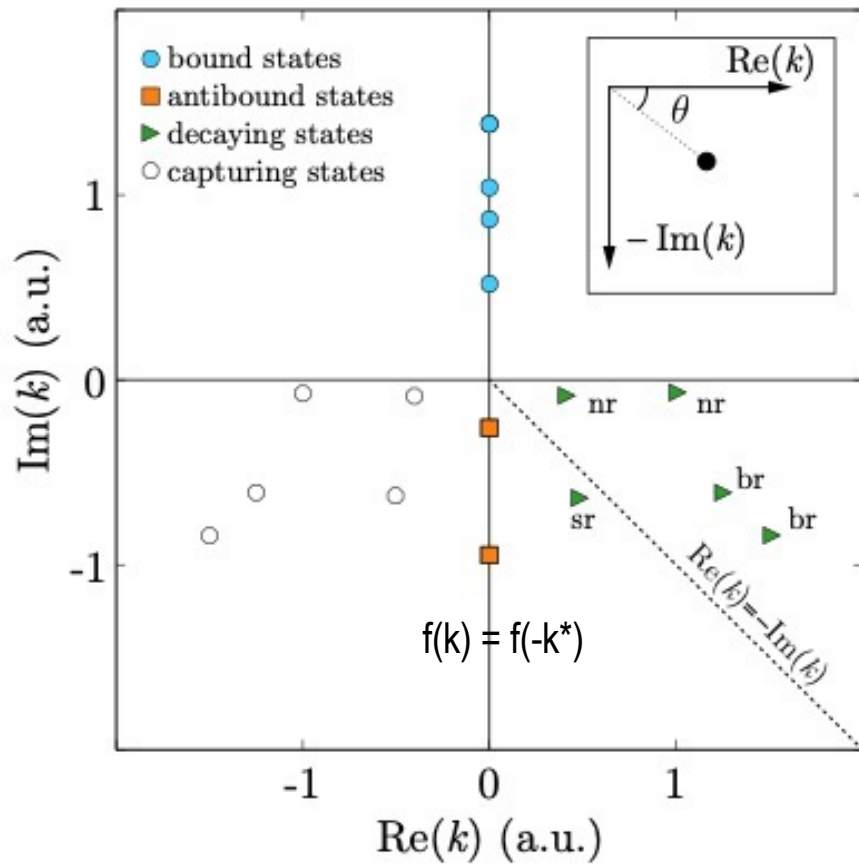 bound states
antibound states
decaying states
capturing states
Re(k)
θ
− Im(k)
1
0
-1
Im(k) (a.u.)
nr
nr
br
sr
br
Re(k)=−Im(k)
f(k) = f(-k*)
-1
0
1
Re(k) (a.u.)